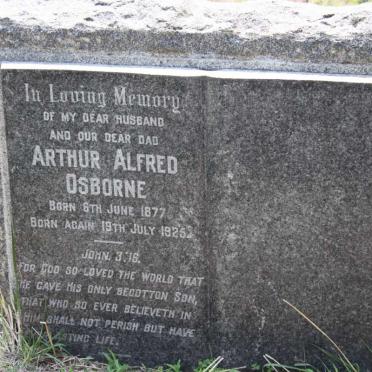 In Loving Memory
OF MY DEAR HUSBAND
AND OUR DEAR DAD
ARTHUR ALFRED
OSBORNE
BORN 6TH JUNE 1877
BORN AGAIN 19TH JULY 1925
JOHN. 3.16.
FOR GOD SO LOVED THE WORLD THAT
HE GAVE HIS ONLY BEGOTTON SON,
THAT WHO SO EVER BELIEVETH IN
HIM SHALL NOT PERISH BUT HAVE
LIFE.